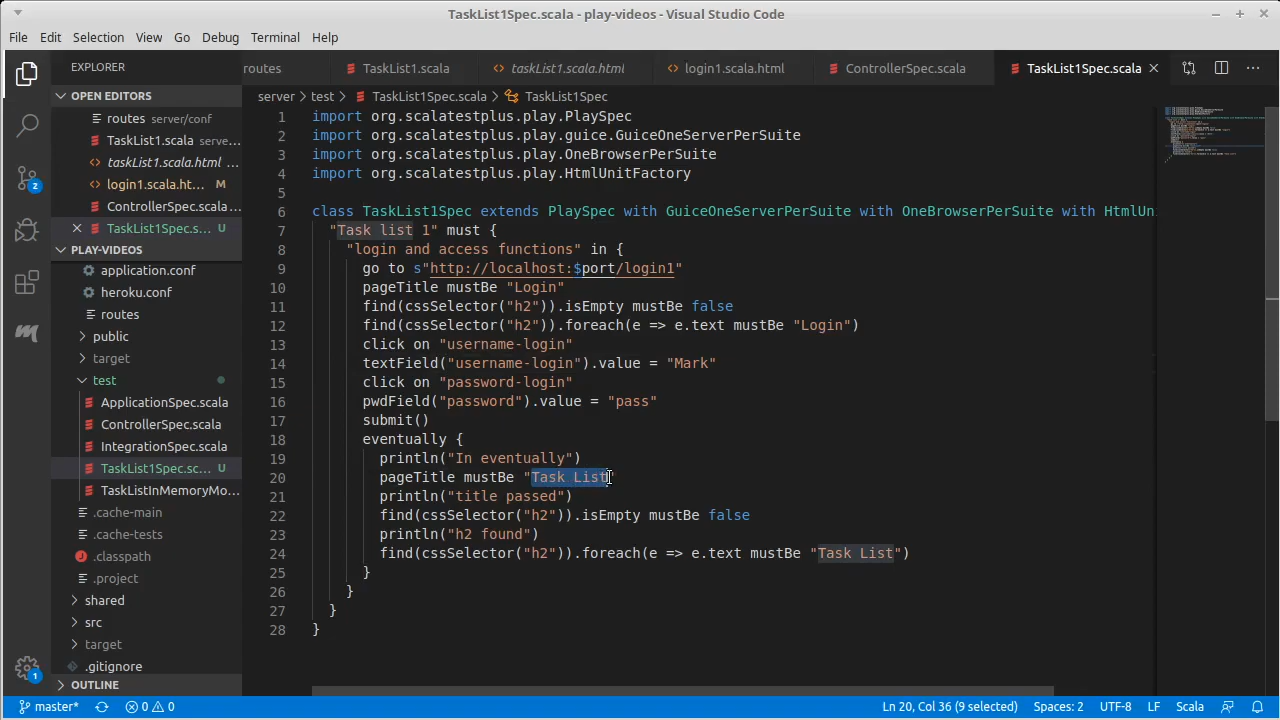 TaskList1Spec.scala - play-videos - Visual Studio Code
File Edit Selection View Go Debug Terminal Help
EXPLORER
routes
TaskList1.scala
taskList1.scala.html
login1.scala.html
ControllerSpec.scala
TaskList1Spec.scala
OPEN EDITORS
routes server/conf
TaskList1.scala serve...
taskList1.scala.html ...
login1.scala.ht... M
ControllerSpec.scala...
TaskList1Spec.s... U
PLAY-VIDEOS
application.conf
heroku.conf
routes
public
target
test
ApplicationSpec.scala
ControllerSpec.scala
IntegrationSpec.scala
TaskList1Spec.sc... U
TaskListInMemoryMo...
.cache-main
.cache-tests
.classpath
.project
shared
src
target
.gitignore
OUTLINE
2
1
server > test > TaskList1Spec.scala > TaskList1Spec
1 import org.scalatestplus.play.PlaySpec
2 import org.scalatestplus.play.guice.GuiceOneServerPerSuite
3 import org.scalatestplus.play.OneBrowserPerSuite
4 import org.scalatestplus.play.HtmlUnitFactory
5
6 class TaskList1Spec extends PlaySpec with GuiceOneServerPerSuite with OneBrowserPerSuite with HtmlUn
7 "Task list 1" must {
8 "login and access functions" in {
9 go to s"http://localhost:$port/login1"
10 pageTitle mustBe "Login"
11 find(cssSelector("h2")).isEmpty mustBe false
12 find(cssSelector("h2")).foreach(e => e.text mustBe "Login")
13 click on "username-login"
14 textField("username-login").value = "Mark"
15 click on "password-login"
16 pwdField("password").value = "pass"
17 submit()
18 eventually {
19 println("In eventually")
20 pageTitle mustBe "Task List"
21 println("title passed")
22 find(cssSelector("h2")).isEmpty mustBe false
23 println("h2 found")
24 find(cssSelector("h2")).foreach(e => e.text mustBe "Task List")
25 }
26 }
27 }
28 }
master* 0 0 Ln 20, Col 36 (9 selected) Spaces: 2 UTF-8 LF Scala